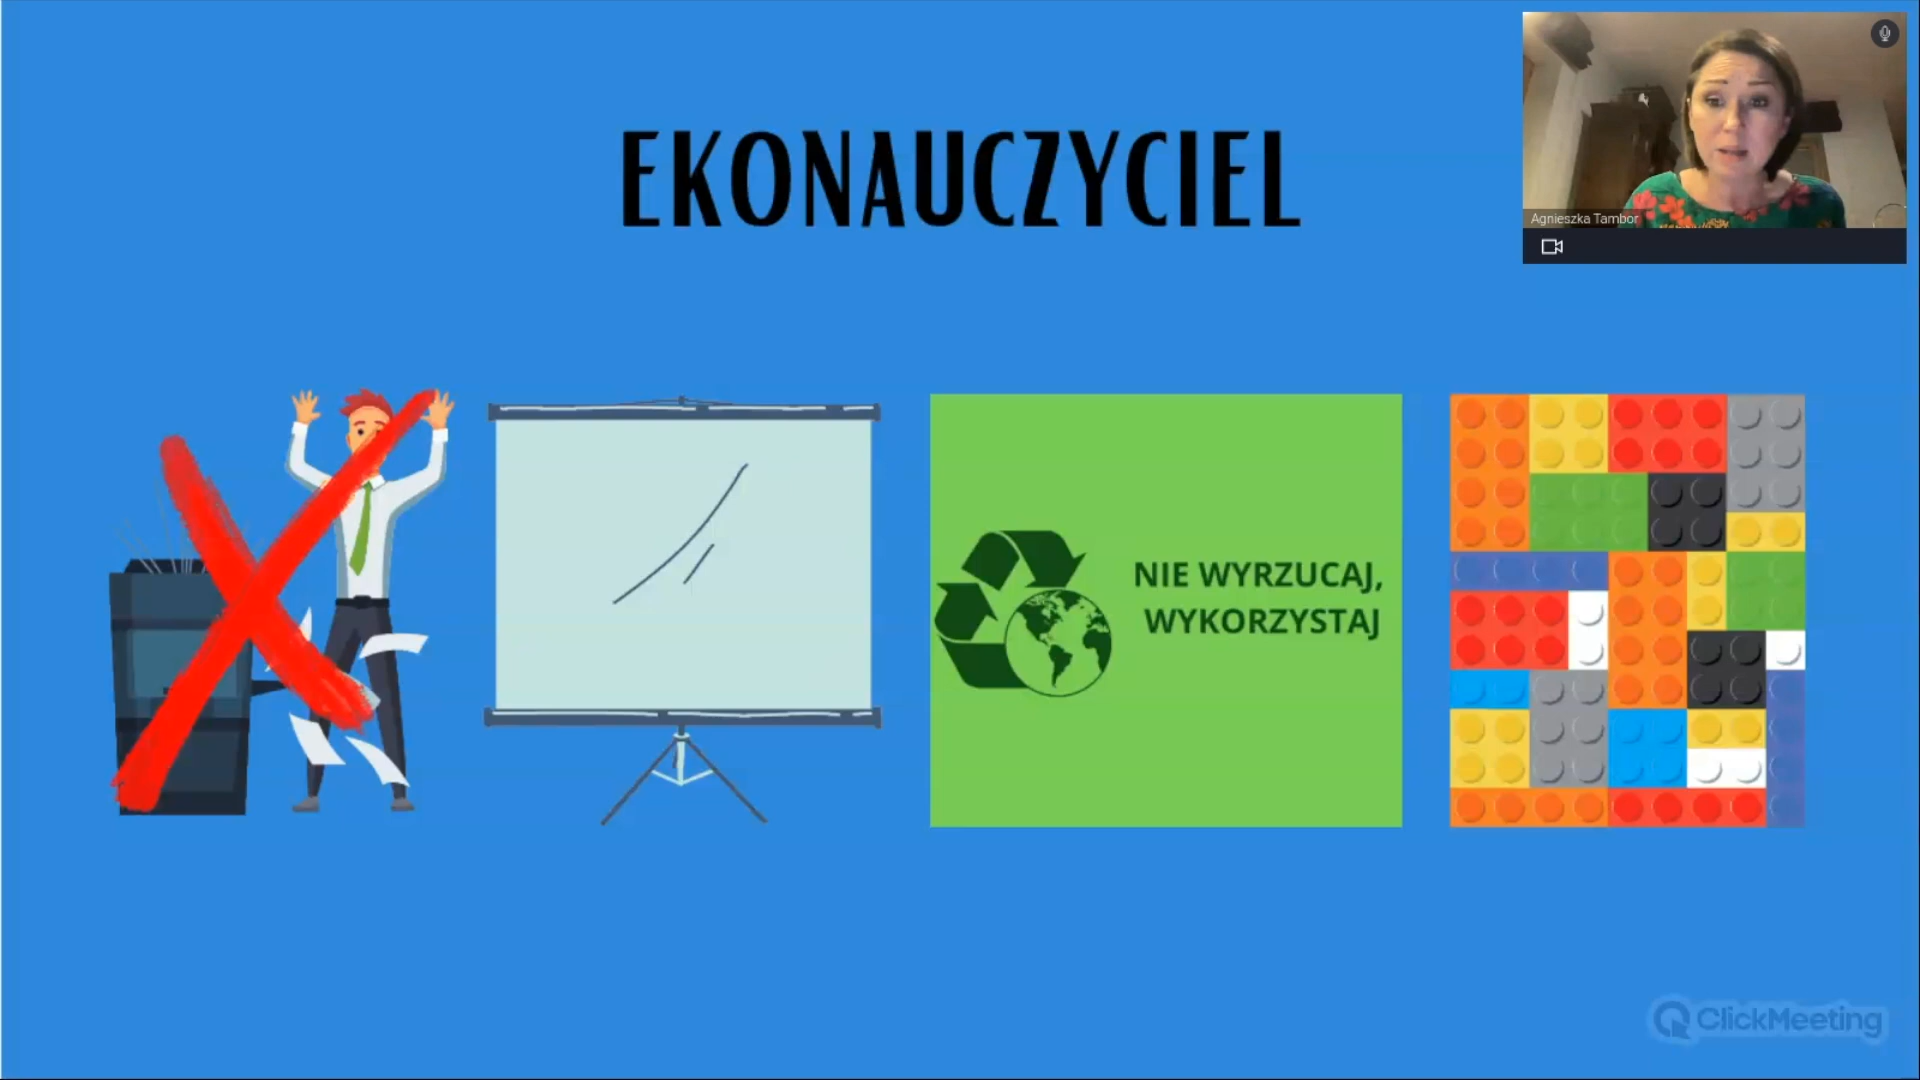 EKONAUCZYCIEL
Agnieszka Tambor
NIE WYRZUCAJ,
WYKORZYSTAJ
ClickMeeting